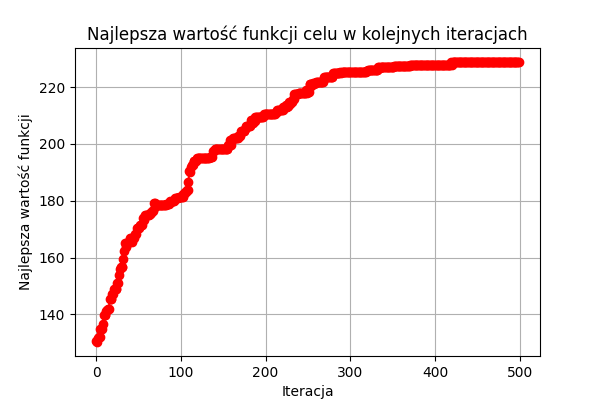 Najlepsza wartość funkcji celu w kolejnych iteracjach
Najlepsza wartość funkcji
220
200
180
160
140
0 100 200 300 400 500
Iteracja